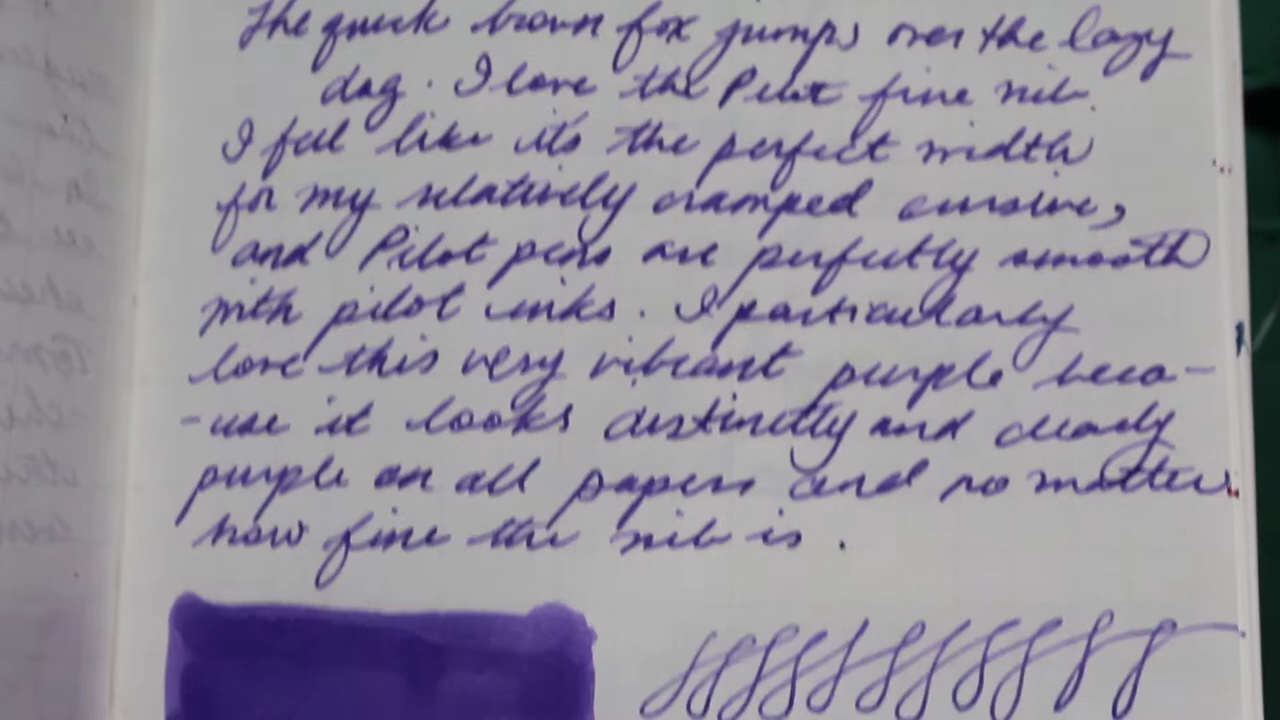 The quick brown fox jumps over the lazy
dog. I love the Pilot fine nib.
I feel like it's the perfect width
for my relatively cramped cursive,
and Pilot pens are perfectly smooth
with pilot inks. I particularly
love this very vibrant purple beca-
-use it looks distinctly and clearly
purple on all papers and no matter
how fine the nib is.